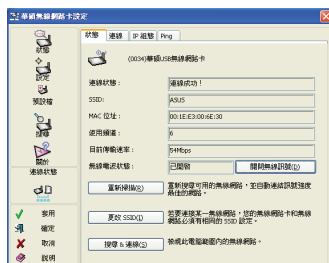 華碩無線網路卡設定
狀態 連線 IP 組態 Ping
狀態
設定
預設檔
搜尋
關於
連線狀態
套用
確定
取消
說明
(0034)華碩USB無線網路卡
連線狀態： 連線成功！
SSID: ASUS
MAC 位址： 00:1E:E3:00:6E:30
使用頻道： 6
目前傳輸速率： 54Mbps
無線電波狀態： 已開啟 關閉無線訊號(D)
重新掃描(R) 重新搜尋可用的無線網路，並自動連結訊號強度
最佳的網路。
更改 SSID(I) 若要連接某一無線網路，您的無線網路卡和無線
網路必須有相同的 SSID 設定。
搜尋 & 連線(S) 檢視此電腦範圍內的無線網路。